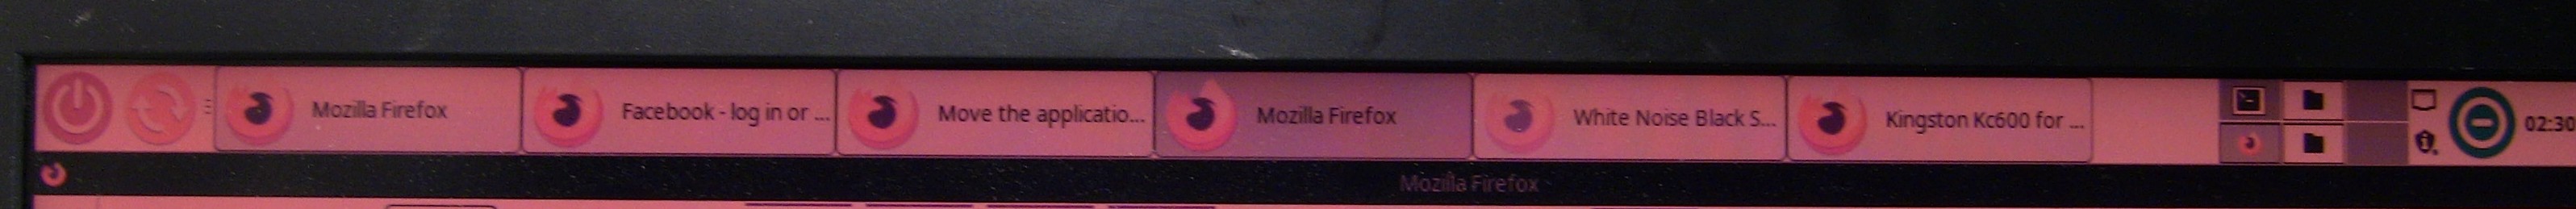 Mozilla Firefox
Facebook - log in or ...
Move the applicatio...
Mozilla Firefox
White Noise Black S...
Kingston Kc600 for ...
02:30
Mozilla Firefox